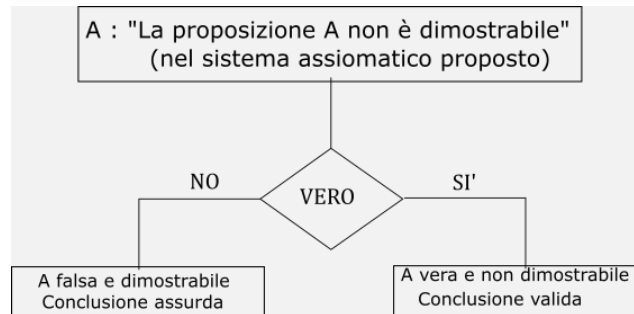 A : "La proposizione A non è dimostrabile"
(nel sistema assiomatico proposto)
NO
VERO
SI'
A falsa e dimostrabile
Conclusione assurda
A vera e non dimostrabile
Conclusione valida